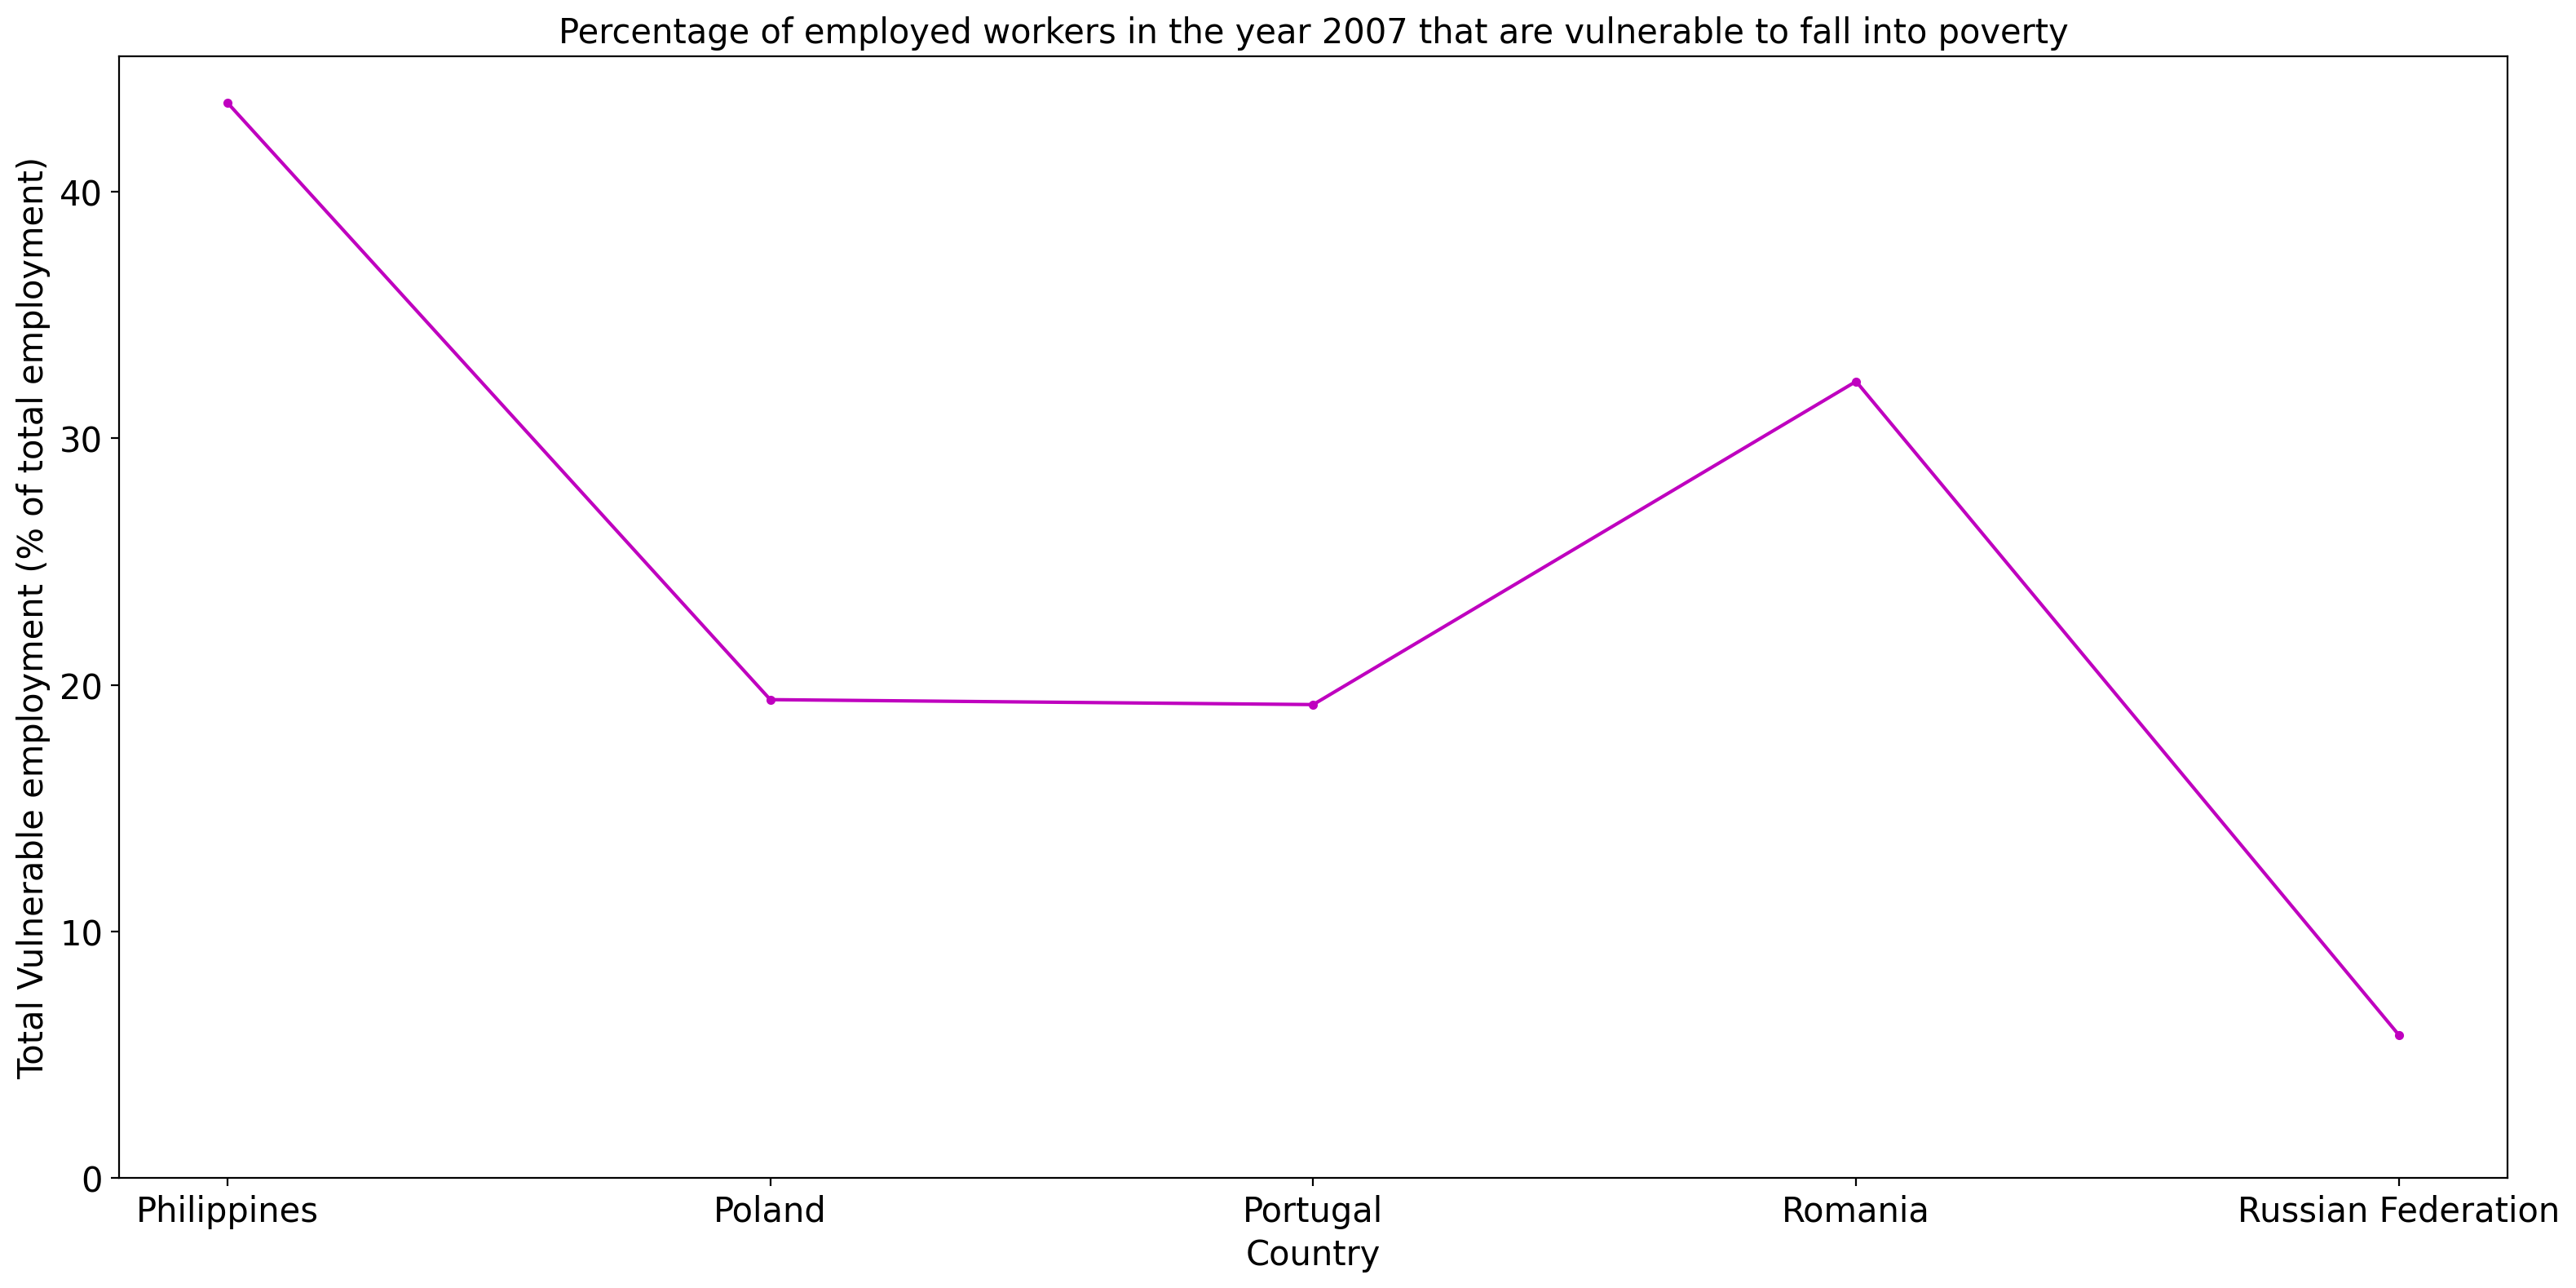 Percentage of employed workers in the year 2007 that are vulnerable to fall into poverty
Total Vulnerable employment (% of total employment)
40
30
20
10
0
Philippines Poland Portugal Romania Russian Federation
Country